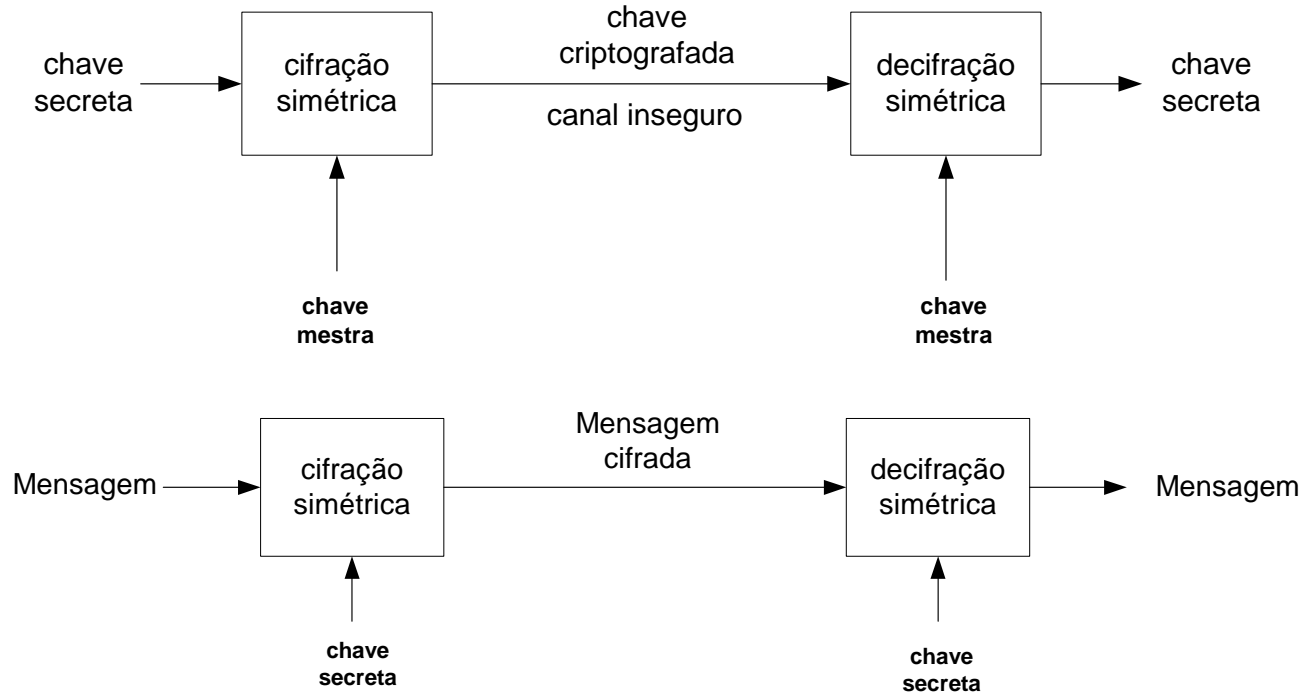 chave
secreta
cifração
simétrica
chave
criptografada
canal inseguro
decifração
simétrica
chave
secreta
chave
mestra
chave
mestra
Mensagem
cifração
simétrica
Mensagem
cifrada
decifração
simétrica
Mensagem
chave
secreta
chave
secreta